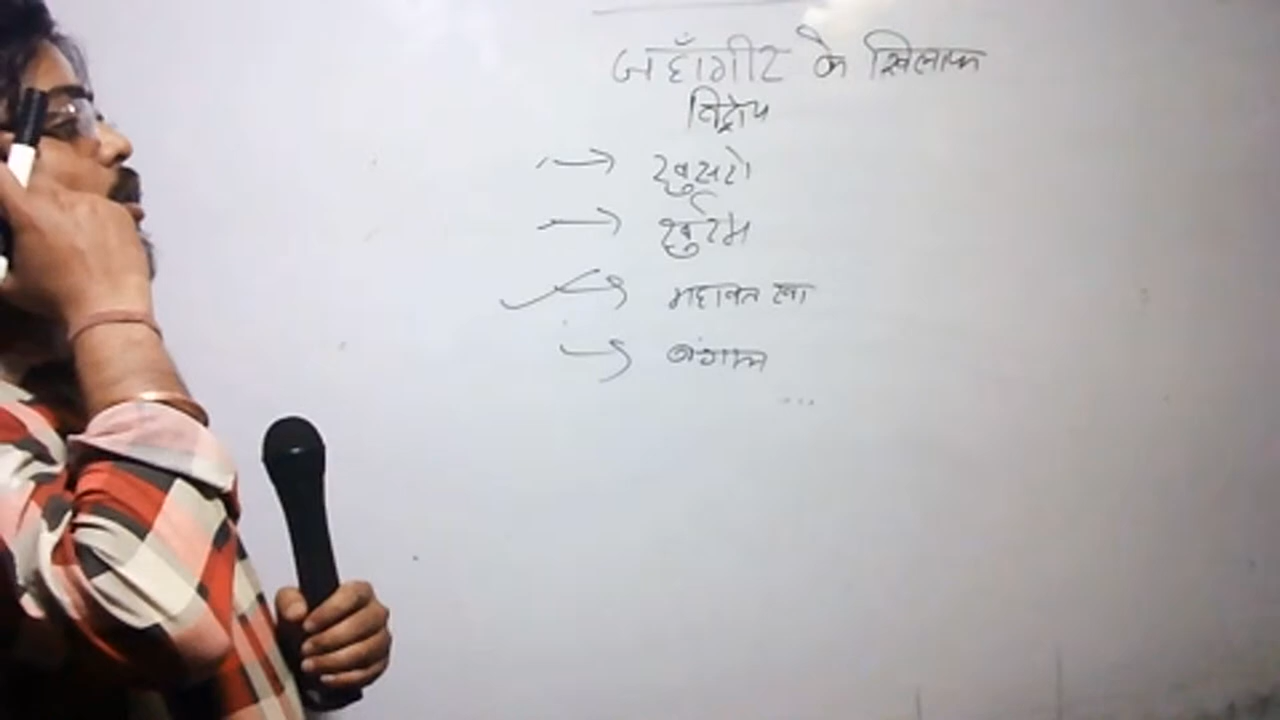 जहाँगीर के खिलाफ
विद्रोप
खुसरो
खुर्रम
महावत खा
बंगाल
...